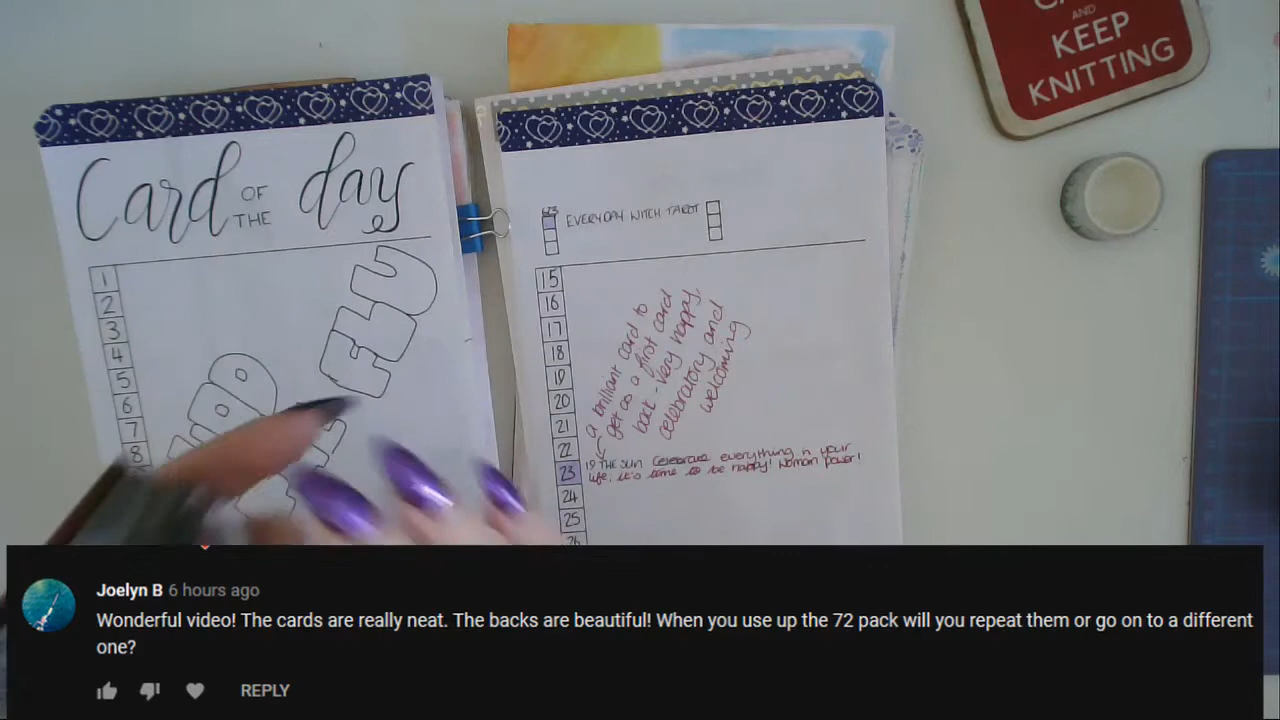 CA
AND
KEEP
KNITTING
Card OF THE day
1
2
3
4
5
6
7
8
EVERYDAY WITCH TAROT
15
16
17
18
19
20
21
22
23
24
25
26
a brilliant card to
get as a first card
back - very happy,
celebratory and
welcoming
19 THE SUN Celebrate everything in your
life, it's time to be happy! Woman power!
Joelyn B 6 hours ago
Wonderful video! The cards are really neat. The backs are beautiful! When you use up the 72 pack will you repeat them or go on to a different
one?
REPLY